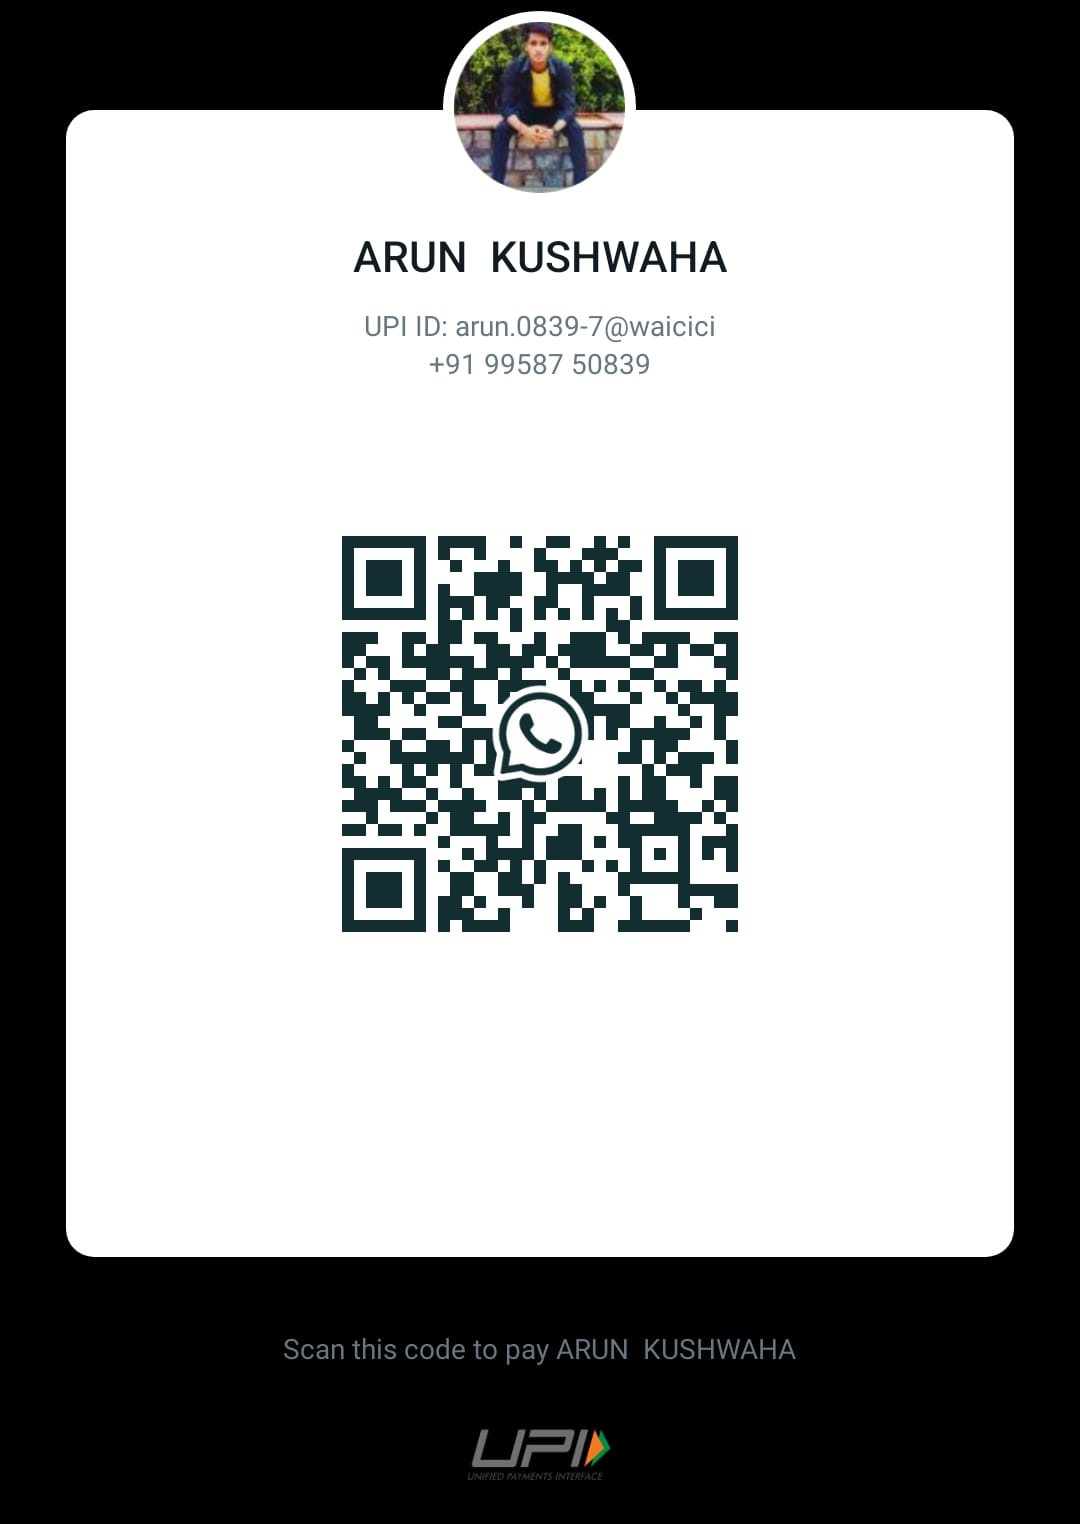 ARUN KUSHWAHA
UPI ID: arun.0839-7@waicici
+91 99587 50839
Scan this code to pay ARUN KUSHWAHA
UPI
UNIFIED PAYMENTS INTERFACE